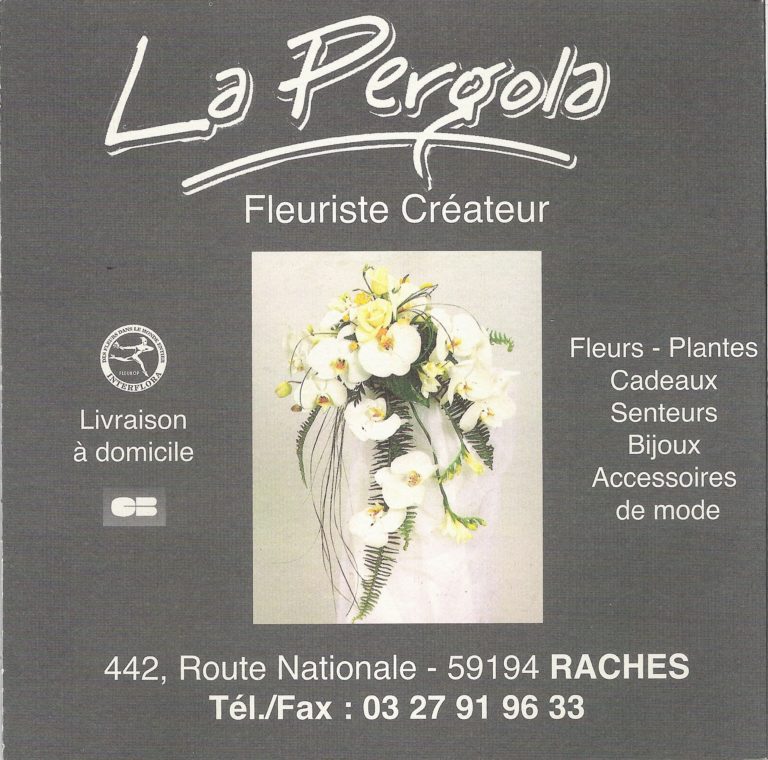 La Pergola
Fleuriste Créateur
DES FLEURS DANS LE MONDE ENTIER
FLEUROP
INTERFLORA
Livraison
à domicile
CB
Fleurs - Plantes
Cadeaux
Senteurs
Bijoux
Accessoires
de mode
442, Route Nationale - 59194 RACHES
Tél./Fax : 03 27 91 96 33